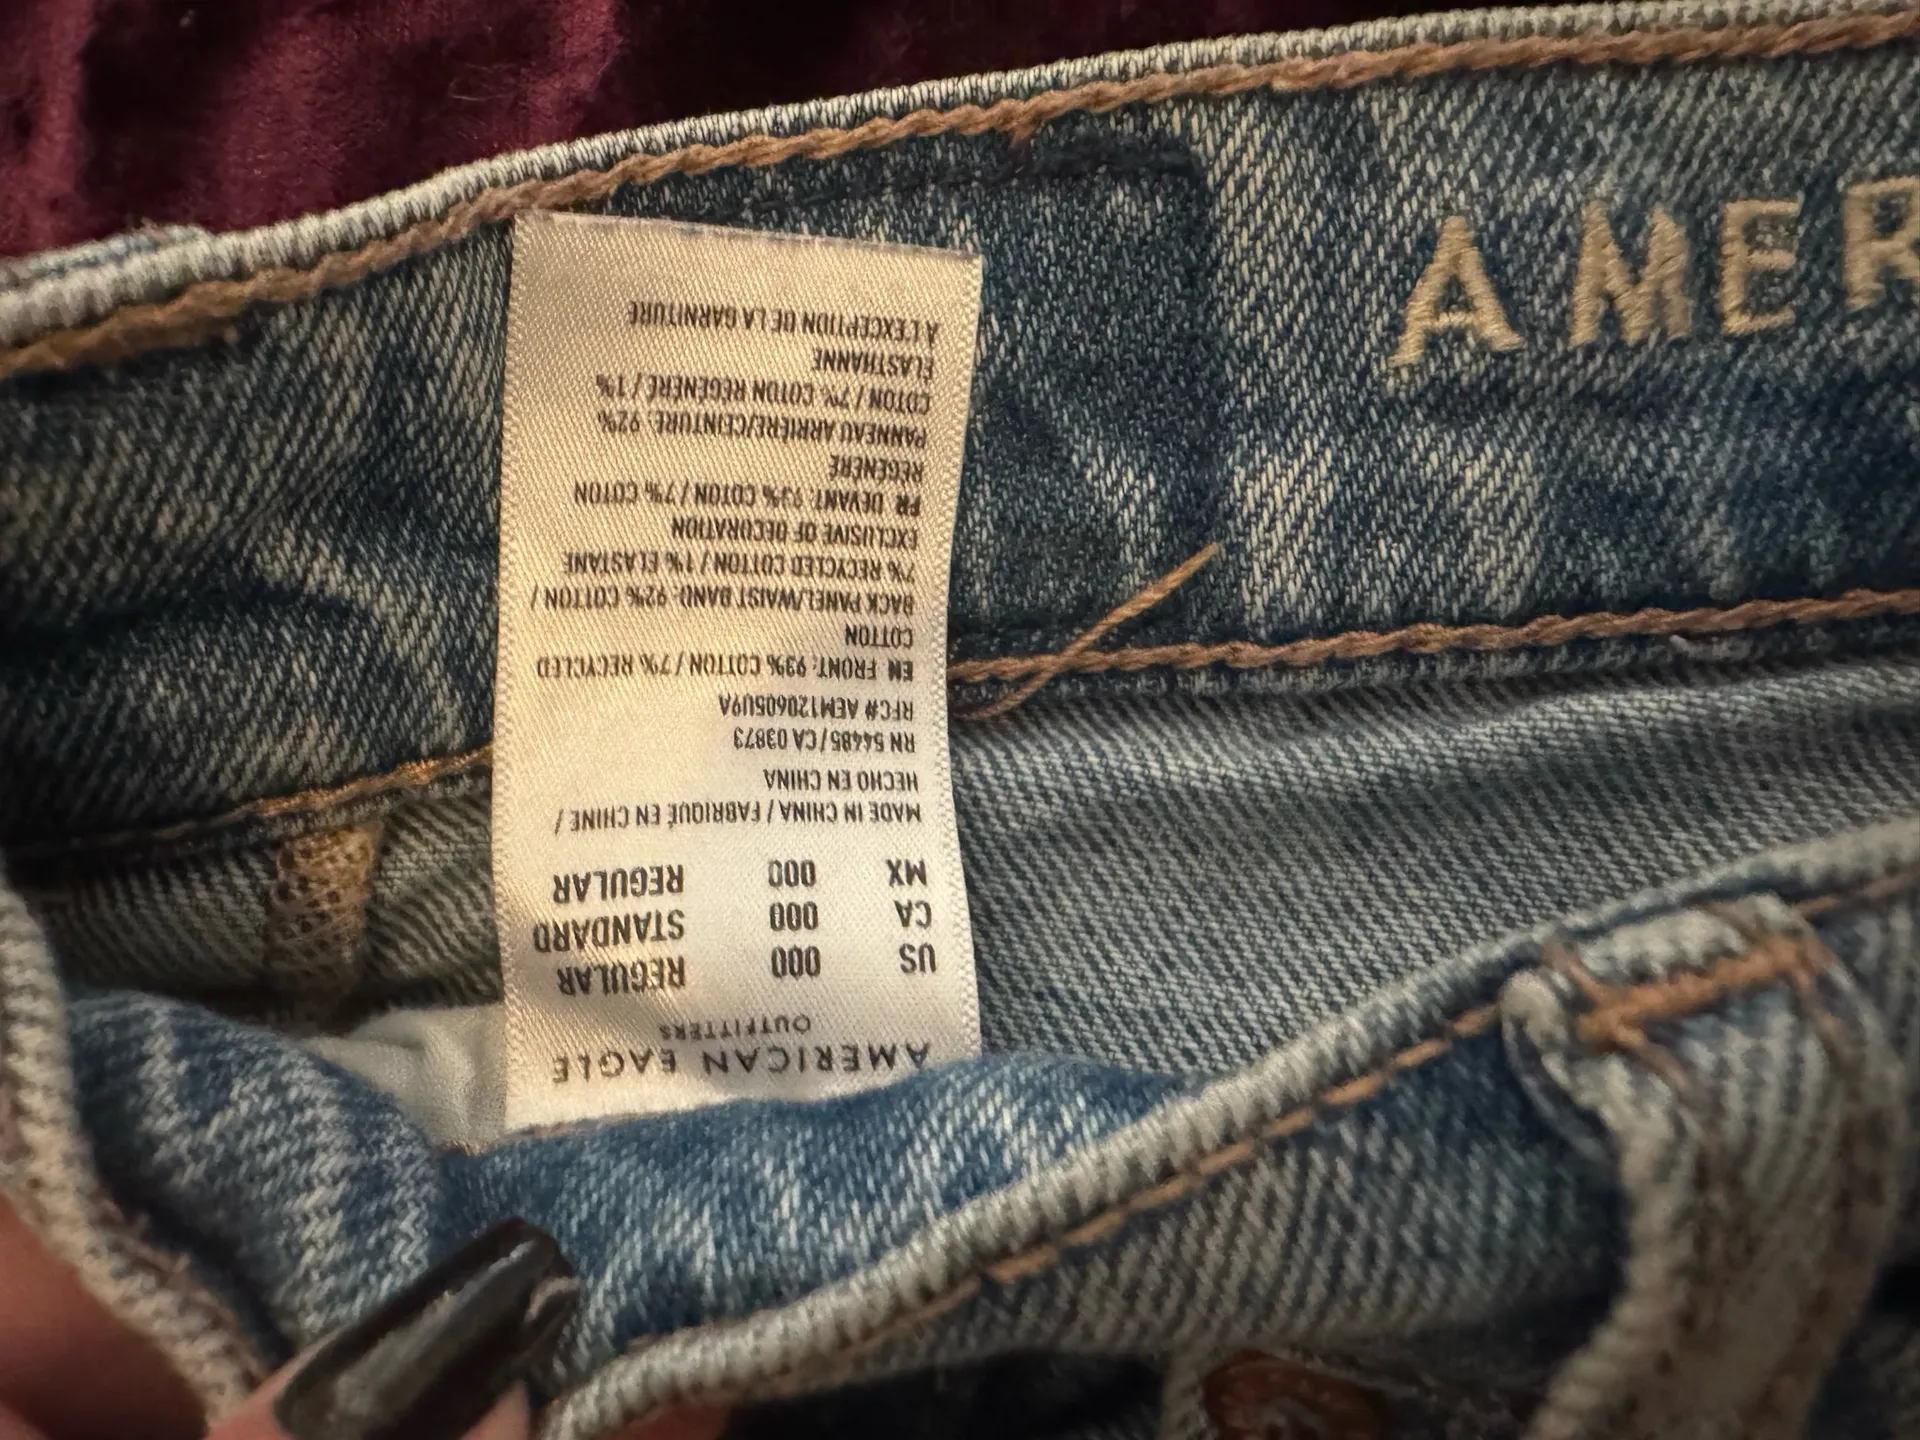 AMERICAN EAGLE
OUTFITTERS
US 000 REGULAR
CA 000 STANDARD
MX 000 REGULAR
MADE IN CHINA / FABRIQUÉ EN CHINE /
HECHO EN CHINA
RN 54485/CA 03873
RFC# AEM120605U9A
EN FRONT: 93% COTTON / 7% RECYCLED
COTTON
BACK PANEL/WAIST BAND: 92% COTTON /
7% RECYCLED COTTON / 1% ELASTANE
EXCLUSIVE OF DECORATION
FR DEVANT: 93% COTON / 7% COTON
RÉGÉNÉRÉ
PANNEAU ARRIÈRE/CEINTURE: 92%
COTON / 7% COTON RÉGÉNÉRÉ / 1%
ÉLASTHANNE
À L'EXCEPTION DE LA GARNITURE
AMER